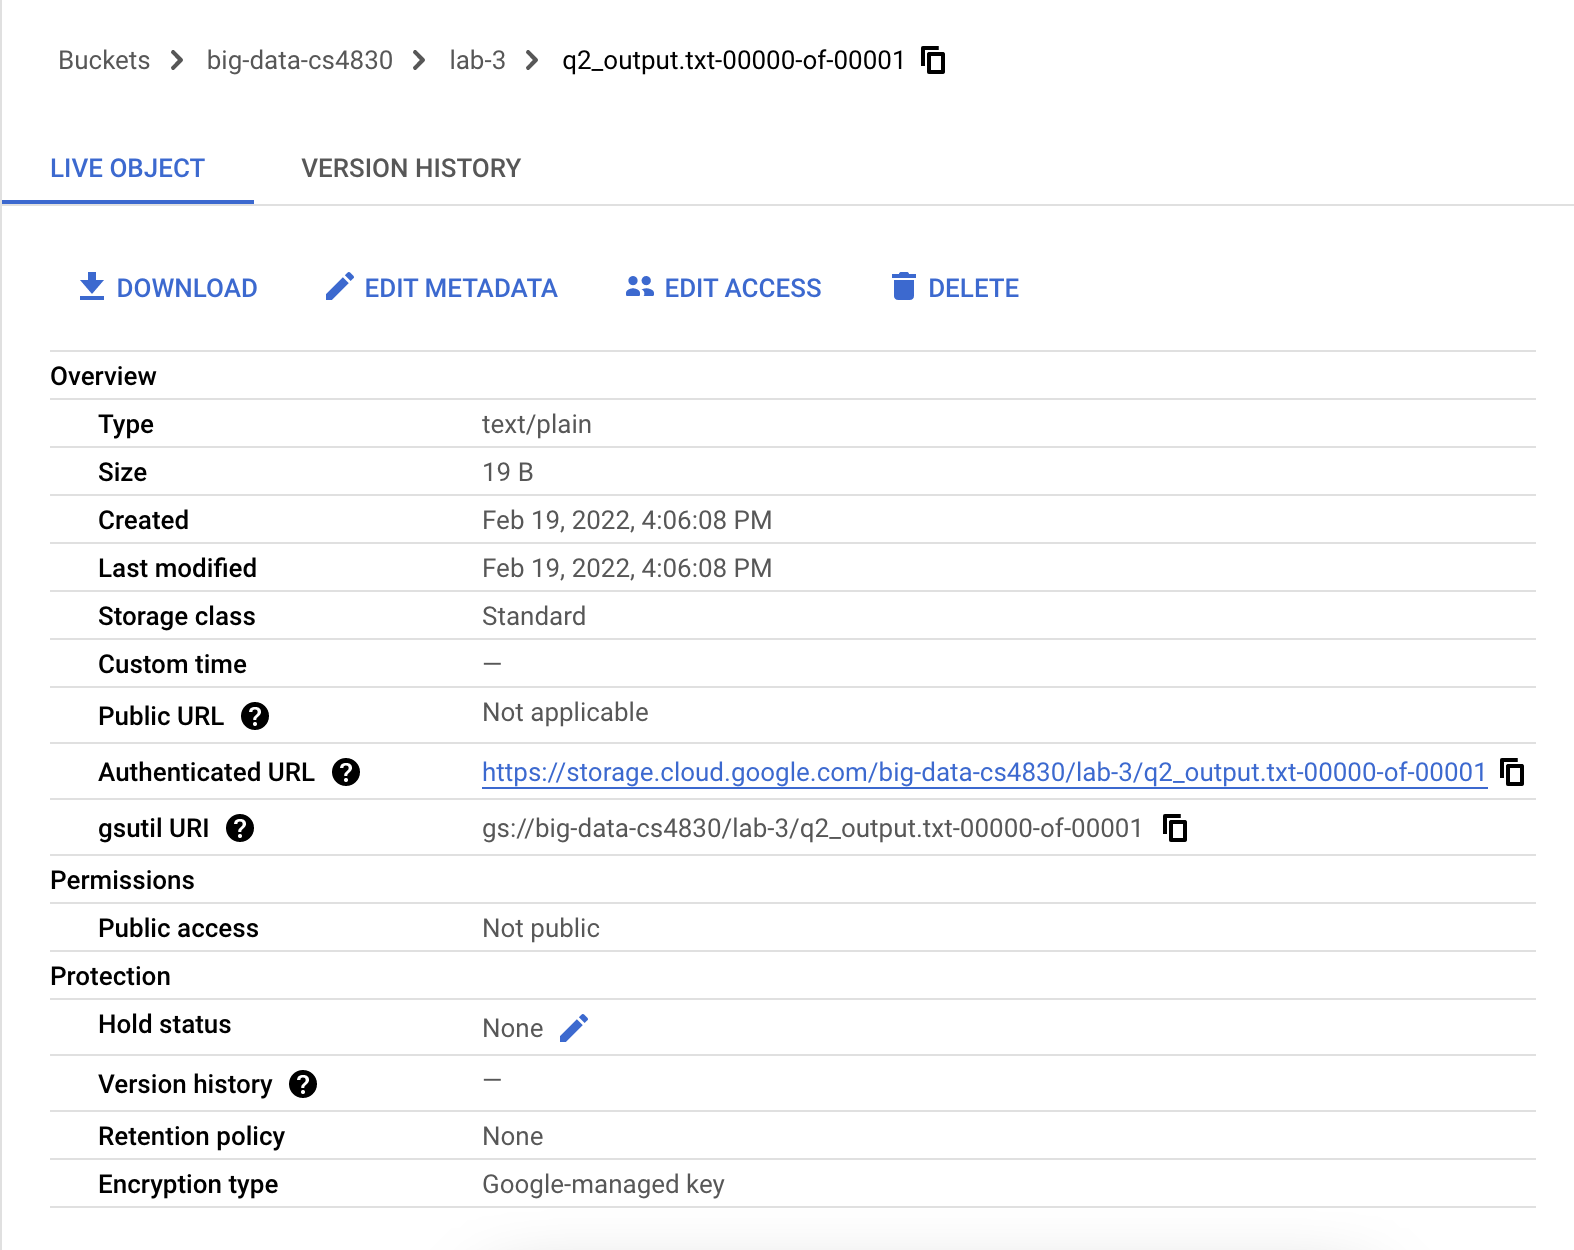 Buckets > big-data-cs4830 > lab-3 > q2_output.txt-00000-of-00001
LIVE OBJECT VERSION HISTORY
DOWNLOAD EDIT METADATA EDIT ACCESS DELETE
Overview
Type text/plain
Size 19 B
Created Feb 19, 2022, 4:06:08 PM
Last modified Feb 19, 2022, 4:06:08 PM
Storage class Standard
Custom time —
Public URL ? Not applicable
Authenticated URL ? https://storage.cloud.google.com/big-data-cs4830/lab-3/q2_output.txt-00000-of-00001
gsutil URI ? gs://big-data-cs4830/lab-3/q2_output.txt-00000-of-00001
Permissions
Public access Not public
Protection
Hold status None
Version history ? —
Retention policy None
Encryption type Google-managed key